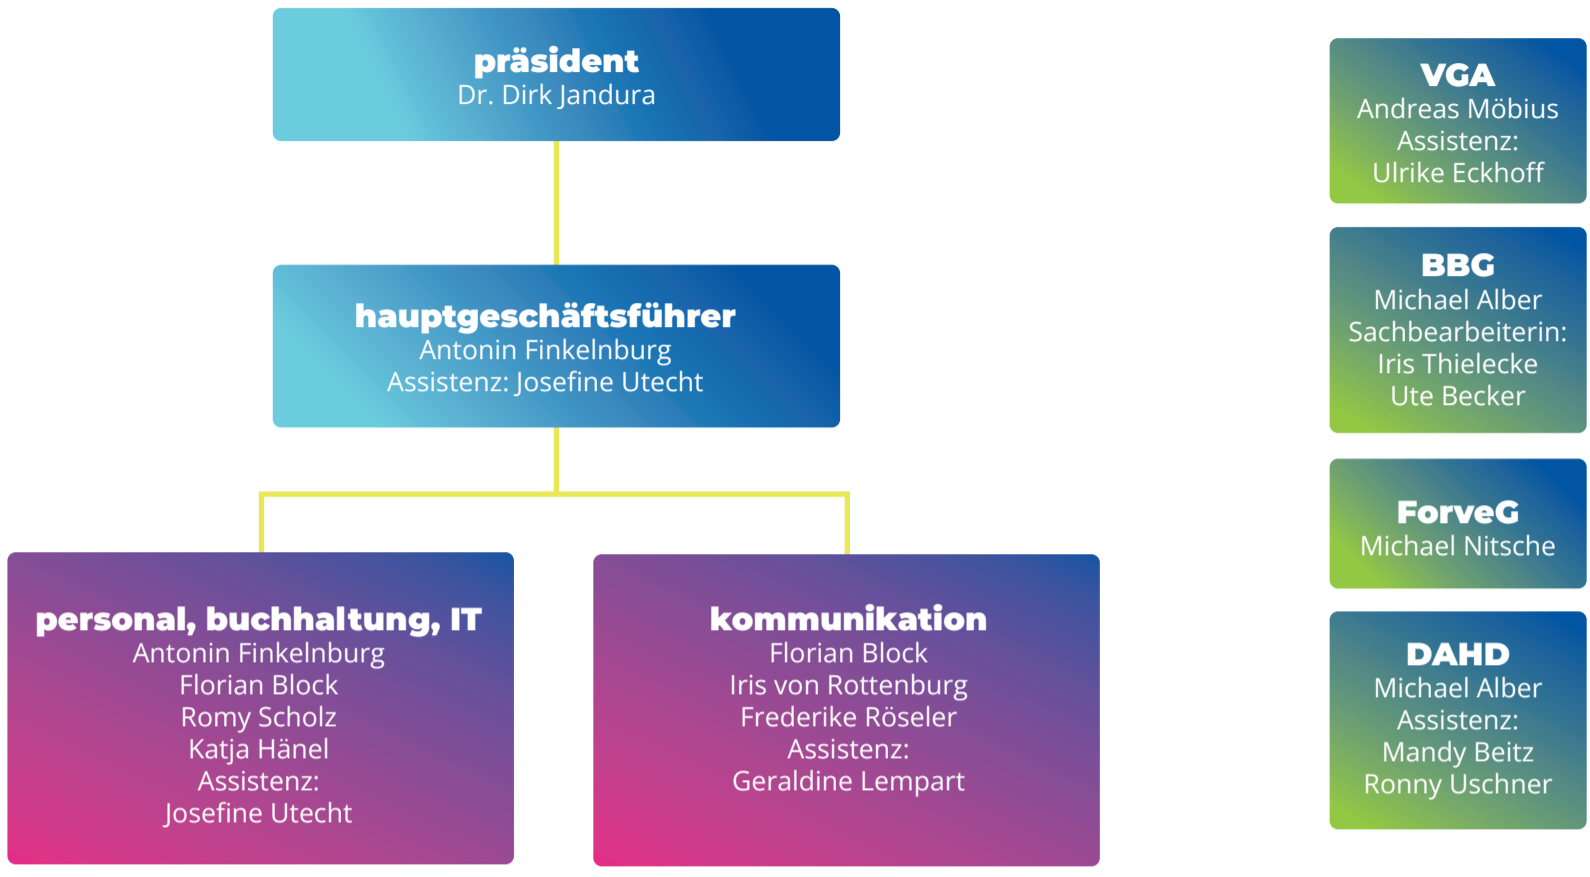 präsident
Dr. Dirk Jandura
hauptgeschäftsführer
Antonin Finkelnburg
Assistenz: Josefine Utecht
personal, buchhaltung, IT
Antonin Finkelnburg
Florian Block
Romy Scholz
Katja Hänel
Assistenz:
Josefine Utecht
kommunikation
Florian Block
Iris von Rottenburg
Frederike Röseler
Assistenz:
Geraldine Lempart
VGA
Andreas Möbius
Assistenz:
Ulrike Eckhoff
BBG
Michael Alber
Sachbearbeiterin:
Iris Thielecke
Ute Becker
ForveG
Michael Nitsche
DAHD
Michael Alber
Assistenz:
Mandy Beitz
Ronny Uschner